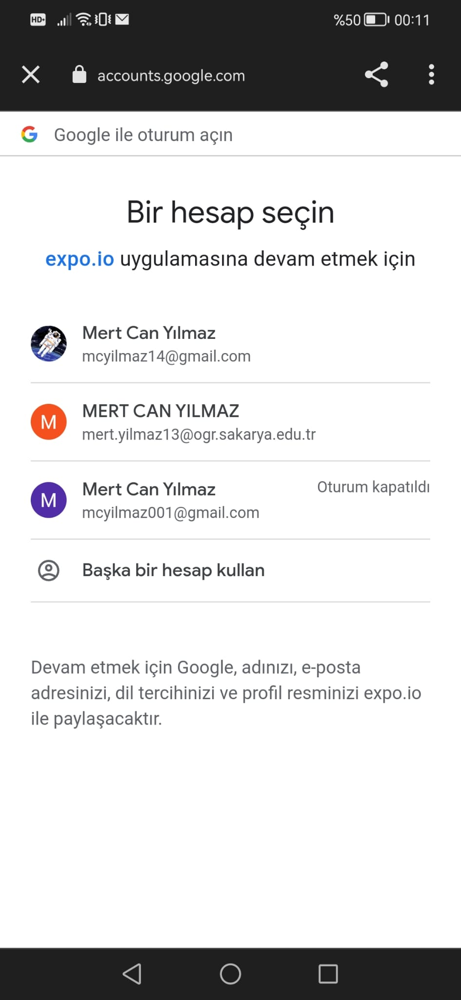 HD+
%50 00:11
accounts.google.com
Google ile oturum açın
Bir hesap seçin
expo.io uygulamasına devam etmek için
Mert Can Yılmaz
mcyilmaz14@gmail.com
M
MERT CAN YILMAZ
mert.yilmaz13@ogr.sakarya.edu.tr
M
Mert Can Yılmaz
Oturum kapatıldı
mcyilmaz001@gmail.com
Başka bir hesap kullan
Devam etmek için Google, adınızı, e-posta
adresinizi, dil tercihinizi ve profil resminizi expo.io
ile paylaşacaktır.